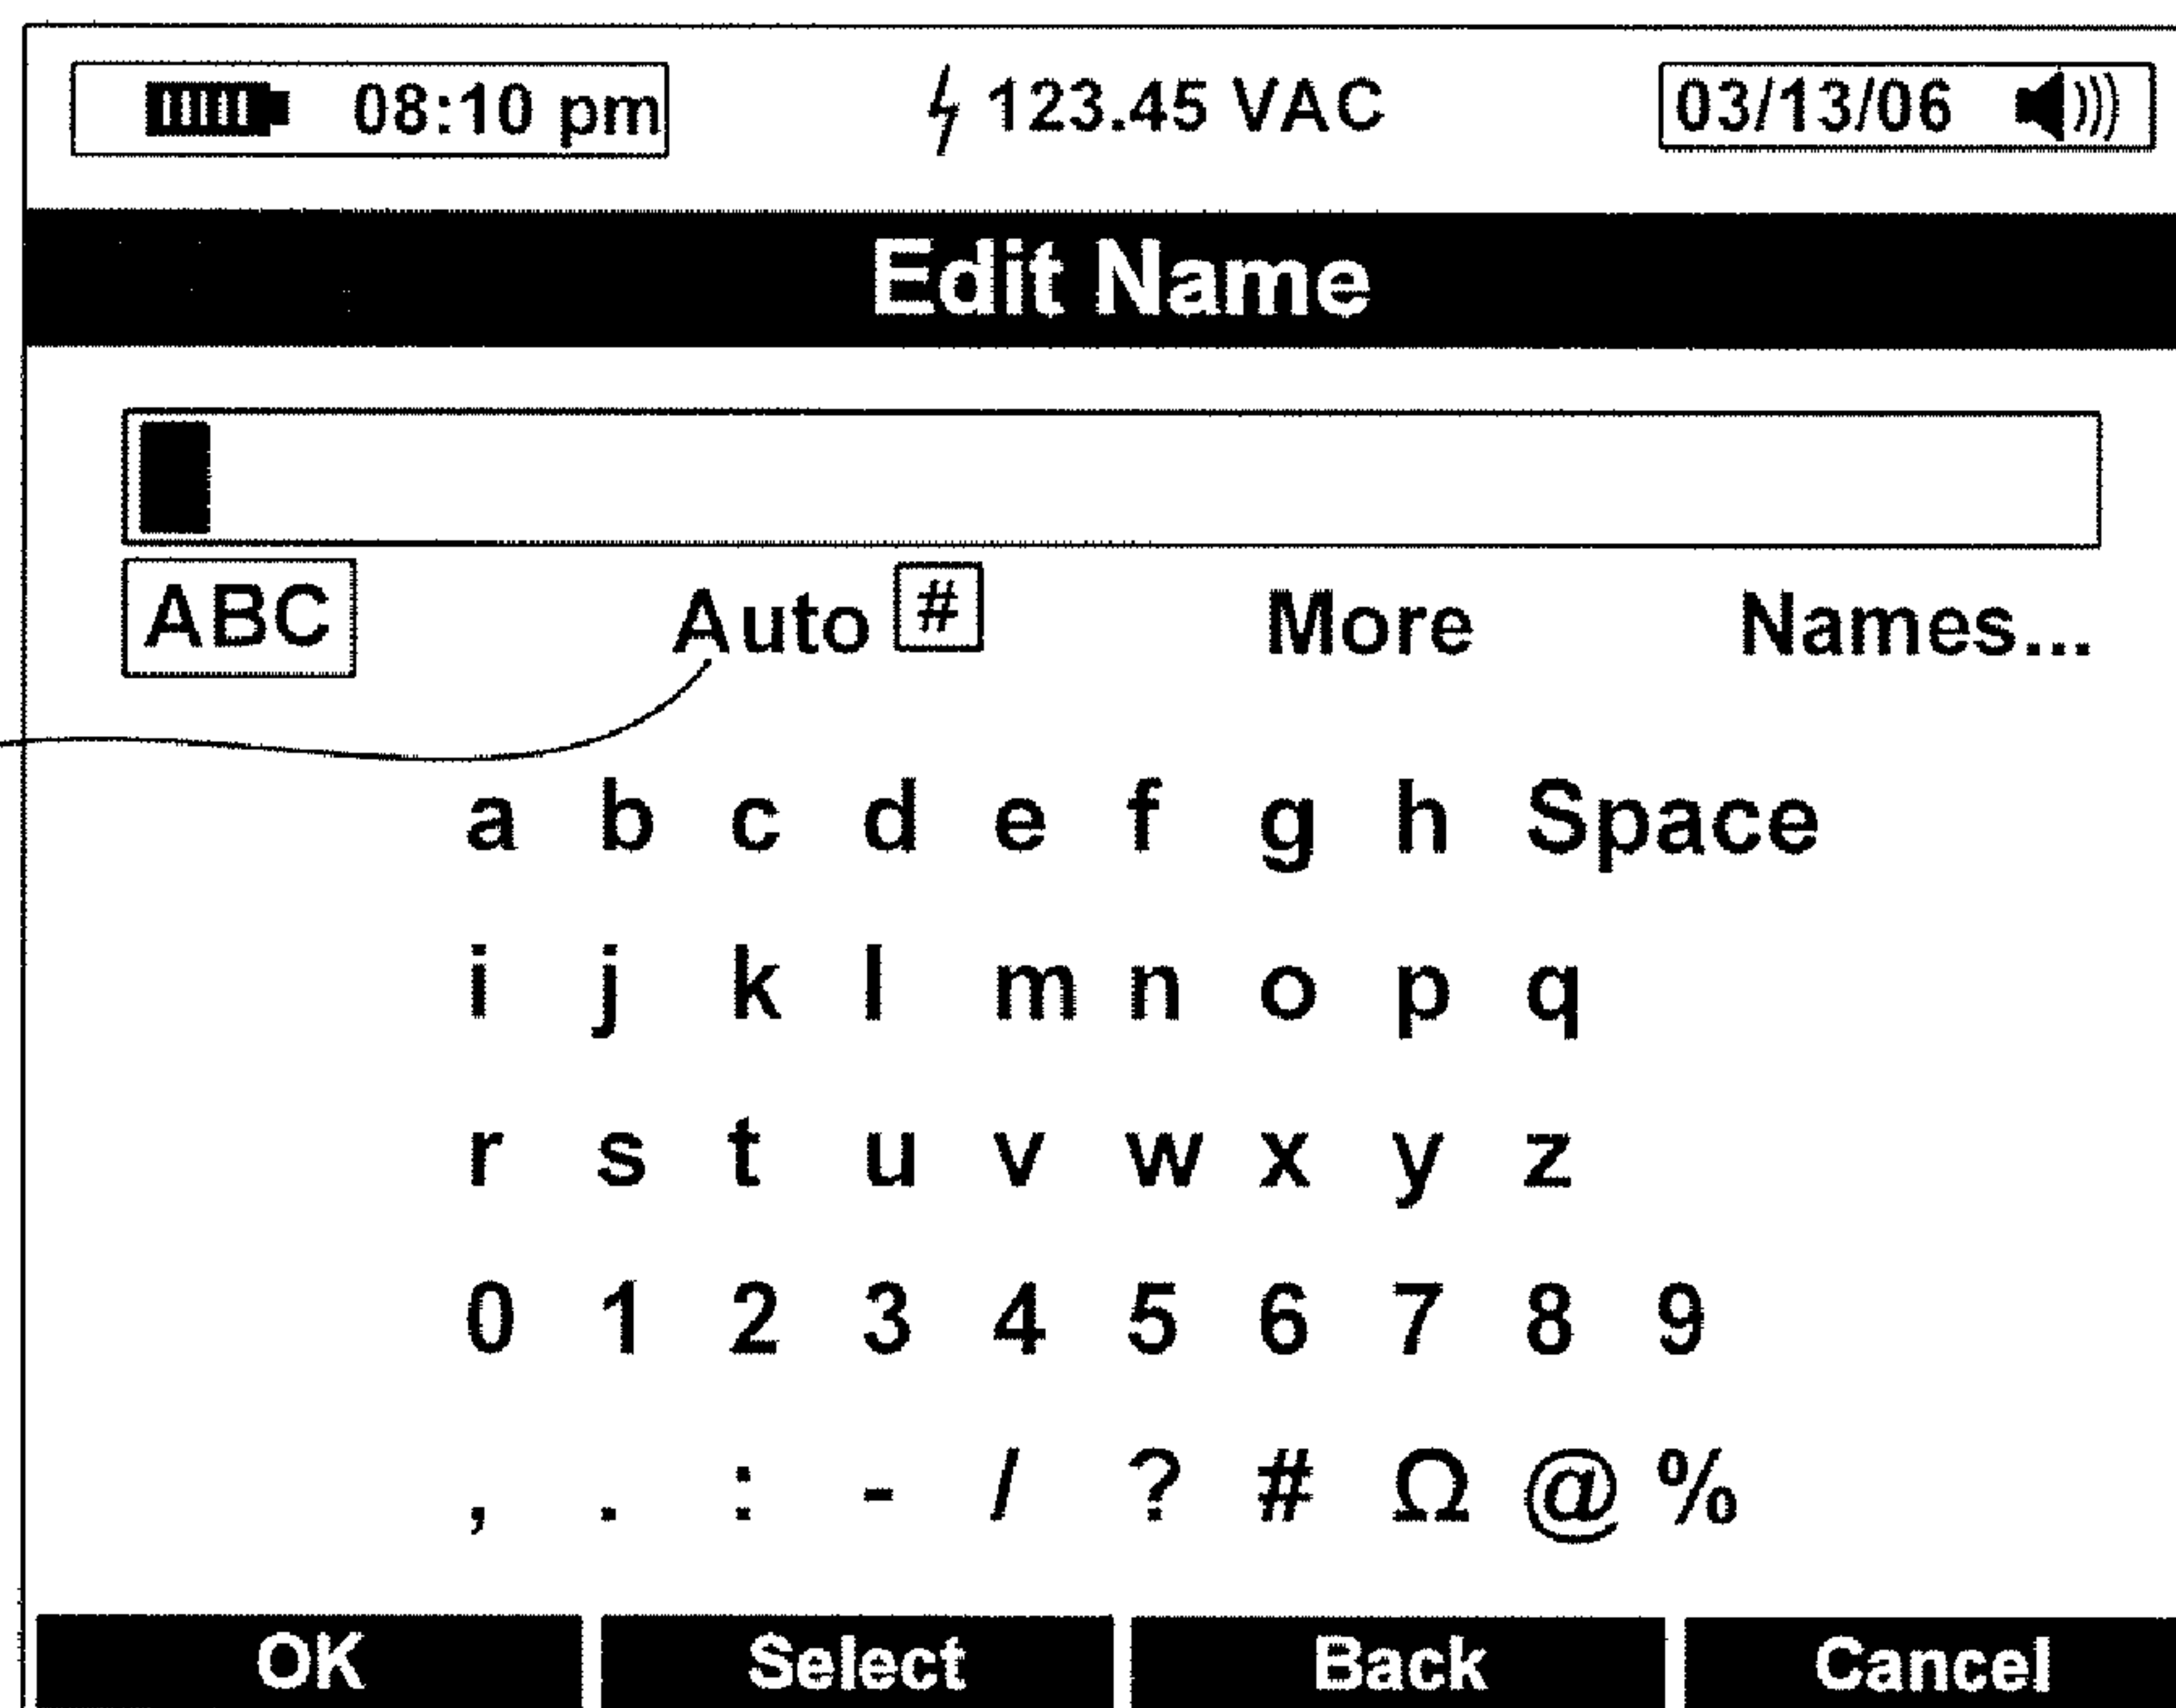 08:10 pm 123.45 VAC 03/13/06
Edit Name
ABC Auto # More Names...
a b c d e f g h Space
i j k l m n o p q
r s t u v w x y z
0 1 2 3 4 5 6 7 8 9
, . : - / ? # Ω @ %
OK Select Back Cancel